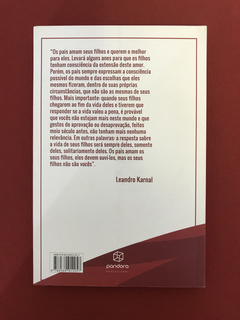 "Os pais amam seus filhos e querem o melhor
para eles. Levará alguns anos para que os filhos
tenham consciência da extensão deste amor.
Porém, os pais sempre expressam a consciência
possível do mundo e das escolhas que eles
mesmos fizeram, dentro de suas próprias
circunstâncias, que não são as mesmas de seus
filhos. Mais importante: quando seus filhos
chegarem ao fim da vida deles e tiverem que
responder se a vida valeu a pena, é provável
que vocês não estejam mais neste mundo e que
gestos de aprovação ou desaprovação, feitos
meio século antes, não tenham mais nenhuma
relevância. Em outras palavras: a resposta sobre
a vida de seus filhos será sempre deles, somente
deles, solitariamente deles. Os pais amam os
seus filhos, eles devem ouvi-los, mas os seus
filhos não são vocês".
Leandro Karnal
pandora